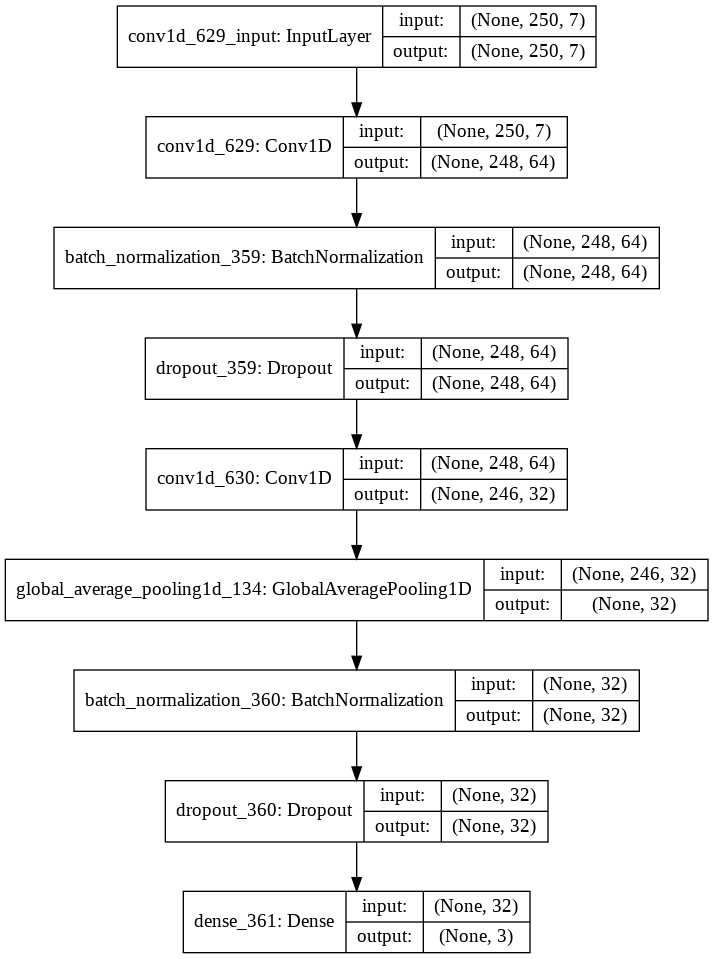 conv1d_629_input: InputLayer
input: (None, 250, 7)
output: (None, 250, 7)
conv1d_629: Conv1D
input: (None, 250, 7)
output: (None, 248, 64)
batch_normalization_359: BatchNormalization
input: (None, 248, 64)
output: (None, 248, 64)
dropout_359: Dropout
input: (None, 248, 64)
output: (None, 248, 64)
conv1d_630: Conv1D
input: (None, 248, 64)
output: (None, 246, 32)
global_average_pooling1d_134: GlobalAveragePooling1D
input: (None, 246, 32)
output: (None, 32)
batch_normalization_360: BatchNormalization
input: (None, 32)
output: (None, 32)
dropout_360: Dropout
input: (None, 32)
output: (None, 32)
dense_361: Dense
input: (None, 32)
output: (None, 3)